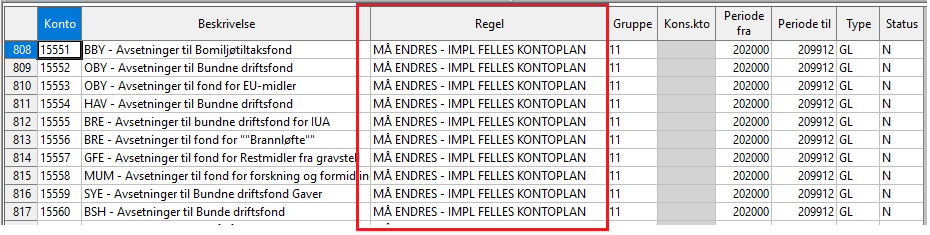 Konto Beskrivelse Regel Gruppe Kons.kto Periode fra Periode til Type Status
808 15551 BBY - Avsetninger til Bomiljøtiltaksfond MÅ ENDRES - IMPL FELLES KONTOPLAN 11 202000 209912 GL N
809 15552 OBY - Avsetninger til Bundne driftsfond MÅ ENDRES - IMPL FELLES KONTOPLAN 11 202000 209912 GL N
810 15553 OBY - Avsetninger til fond for EU-midler MÅ ENDRES - IMPL FELLES KONTOPLAN 11 202000 209912 GL N
811 15554 HAV - Avsetninger til Bundne driftsfond MÅ ENDRES - IMPL FELLES KONTOPLAN 11 202000 209912 GL N
812 15555 BRE - Avsetninger til bundne driftsfond for IUA MÅ ENDRES - IMPL FELLES KONTOPLAN 11 202000 209912 GL N
813 15556 BRE - Avsetninger til fond for ""Brannløfte"" MÅ ENDRES - IMPL FELLES KONTOPLAN 11 202000 209912 GL N
814 15557 GFE - Avsetninger til fond for Restmidler fra gravstel MÅ ENDRES - IMPL FELLES KONTOPLAN 11 202000 209912 GL N
815 15558 MUM - Avsetninger til fond for forskning og formidlin MÅ ENDRES - IMPL FELLES KONTOPLAN 11 202000 209912 GL N
816 15559 SYE - Avsetninger til Bundne driftsfond Gaver MÅ ENDRES - IMPL FELLES KONTOPLAN 11 202000 209912 GL N
817 15560 BSH - Avsetninger til Bunde driftsfond MÅ ENDRES - IMPL FELLES KONTOPLAN 11 202000 209912 GL N